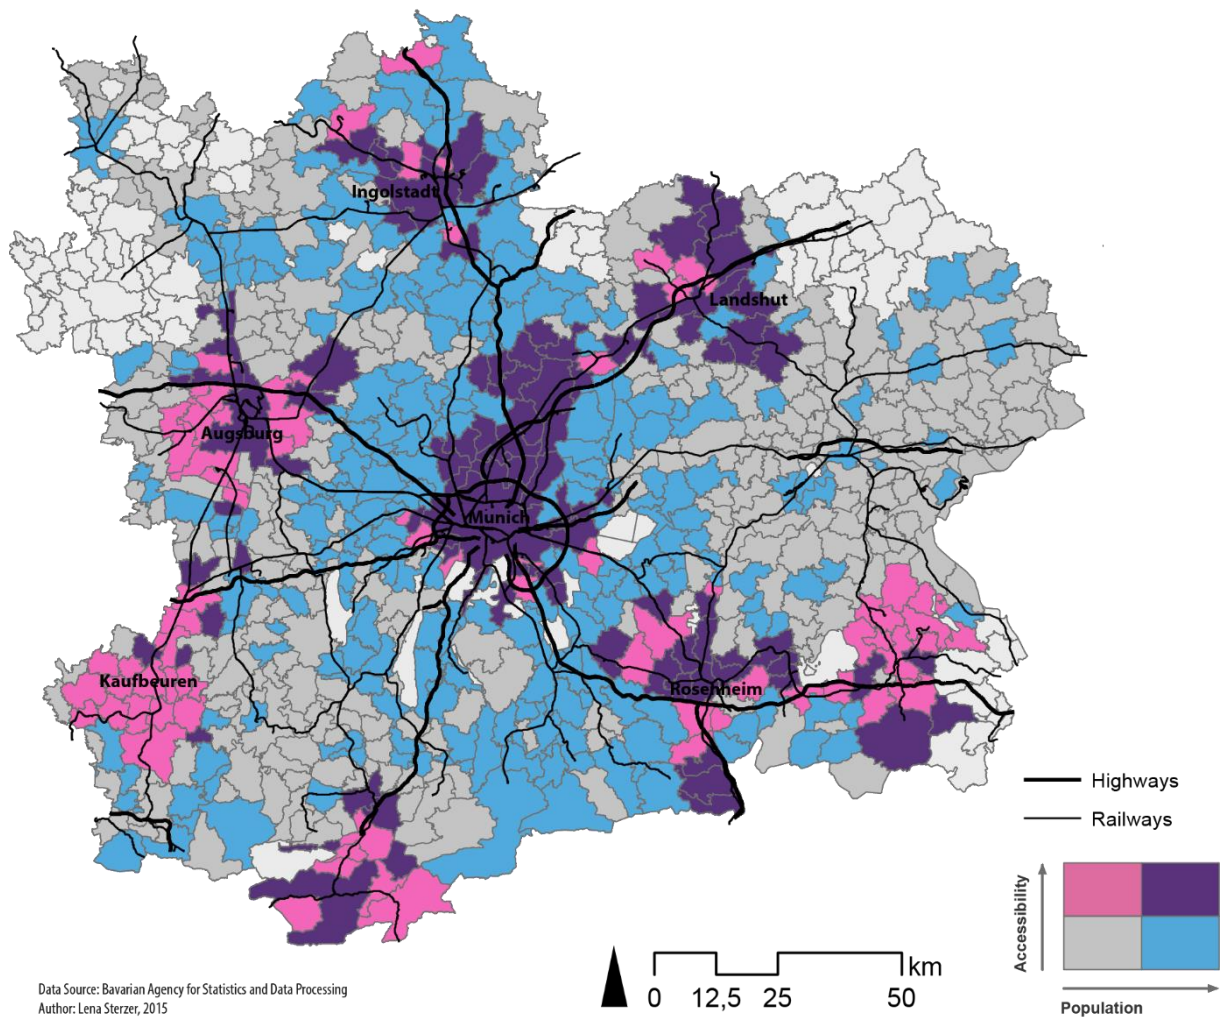 Ingolstadt
Landshut
Augsburg
Munich
Kaufbeuren
Rosenheim
Highways
Railways
Accessibility
Population
km
0 12,5 25 50
Data Source: Bavarian Agency for Statistics and Data Processing
Author: Lena Sterzer, 2015